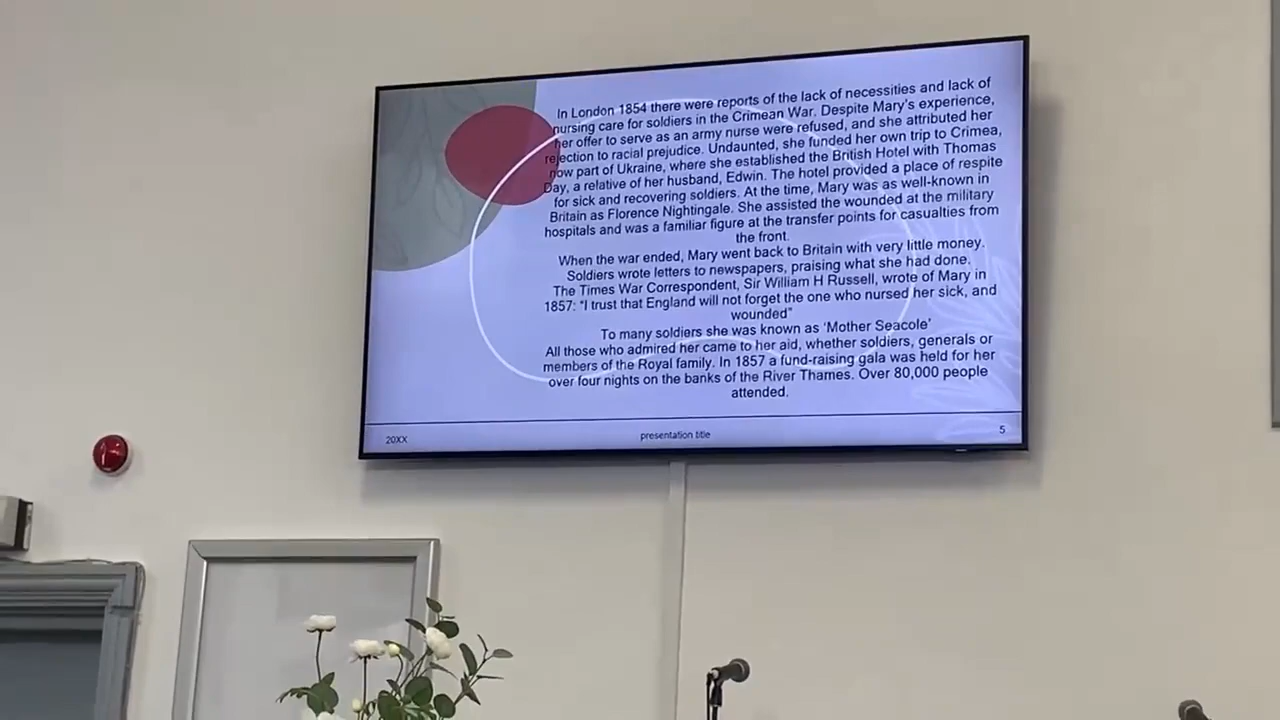 In London 1854 there were reports of the lack of necessities and lack of
nursing care for soldiers in the Crimean War. Despite Mary's experience,
her offer to serve as an army nurse were refused, and she attributed her
rejection to racial prejudice. Undaunted, she funded her own trip to Crimea,
now part of Ukraine, where she established the British Hotel with Thomas
Day, a relative of her husband, Edwin. The hotel provided a place of respite
for sick and recovering soldiers. At the time, Mary was as well-known in
Britain as Florence Nightingale. She assisted the wounded at the military
hospitals and was a familiar figure at the transfer points for casualties from
the front.
When the war ended, Mary went back to Britain with very little money.
Soldiers wrote letters to newspapers, praising what she had done.
The Times War Correspondent, Sir William H Russell, wrote of Mary in
1857: "I trust that England will not forget the one who nursed her sick, and
wounded"
To many soldiers she was known as 'Mother Seacole'
All those who admired her came to her aid, whether soldiers, generals or
members of the Royal family. In 1857 a fund-raising gala was held for her
over four nights on the banks of the River Thames. Over 80,000 people
attended.
20XX
presentation title
5